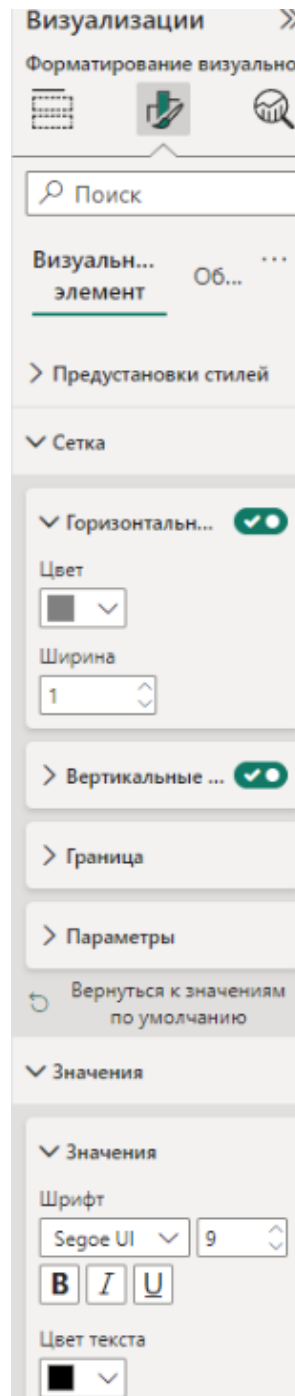 Визуализации
Форматирование визуально
Поиск
Визуальн...
элемент
Об...
Предустановки стилей
Сетка
Горизонтальн...
Цвет
Ширина
1
Вертикальные ...
Граница
Параметры
Вернуться к значениям
по умолчанию
Значения
Значения
Шрифт
Segoe UI 9
B I U
Цвет текста